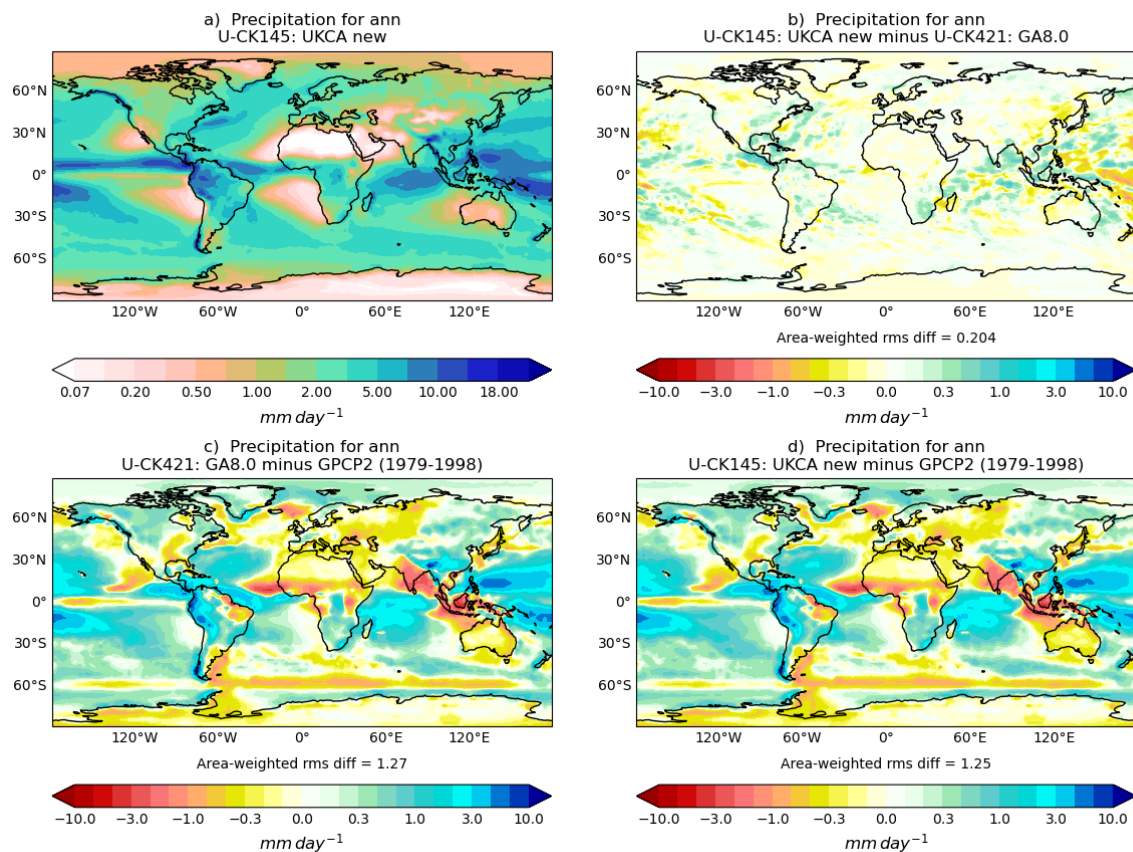 a)  Precipitation for ann
U-CK145: UKCA new
60°N
30°N
0°
30°S
60°S
120°W 60°W 0° 60°E 120°E
0.07 0.20 0.50 1.00 2.00 5.00 10.00 18.00
mm day⁻¹
b)  Precipitation for ann
U-CK145: UKCA new minus U-CK421: GA8.0
60°N
30°N
0°
30°S
60°S
120°W 60°W 0° 60°E 120°E
Area-weighted rms diff = 0.204
−10.0 −3.0 −1.0 −0.3 0.0 0.3 1.0 3.0 10.0
mm day⁻¹
c)  Precipitation for ann
U-CK421: GA8.0 minus GPCP2 (1979-1998)
60°N
30°N
0°
30°S
60°S
120°W 60°W 0° 60°E 120°E
Area-weighted rms diff = 1.27
−10.0 −3.0 −1.0 −0.3 0.0 0.3 1.0 3.0 10.0
mm day⁻¹
d)  Precipitation for ann
U-CK145: UKCA new minus GPCP2 (1979-1998)
60°N
30°N
0°
30°S
60°S
120°W 60°W 0° 60°E 120°E
Area-weighted rms diff = 1.25
−10.0 −3.0 −1.0 −0.3 0.0 0.3 1.0 3.0 10.0
mm day⁻¹